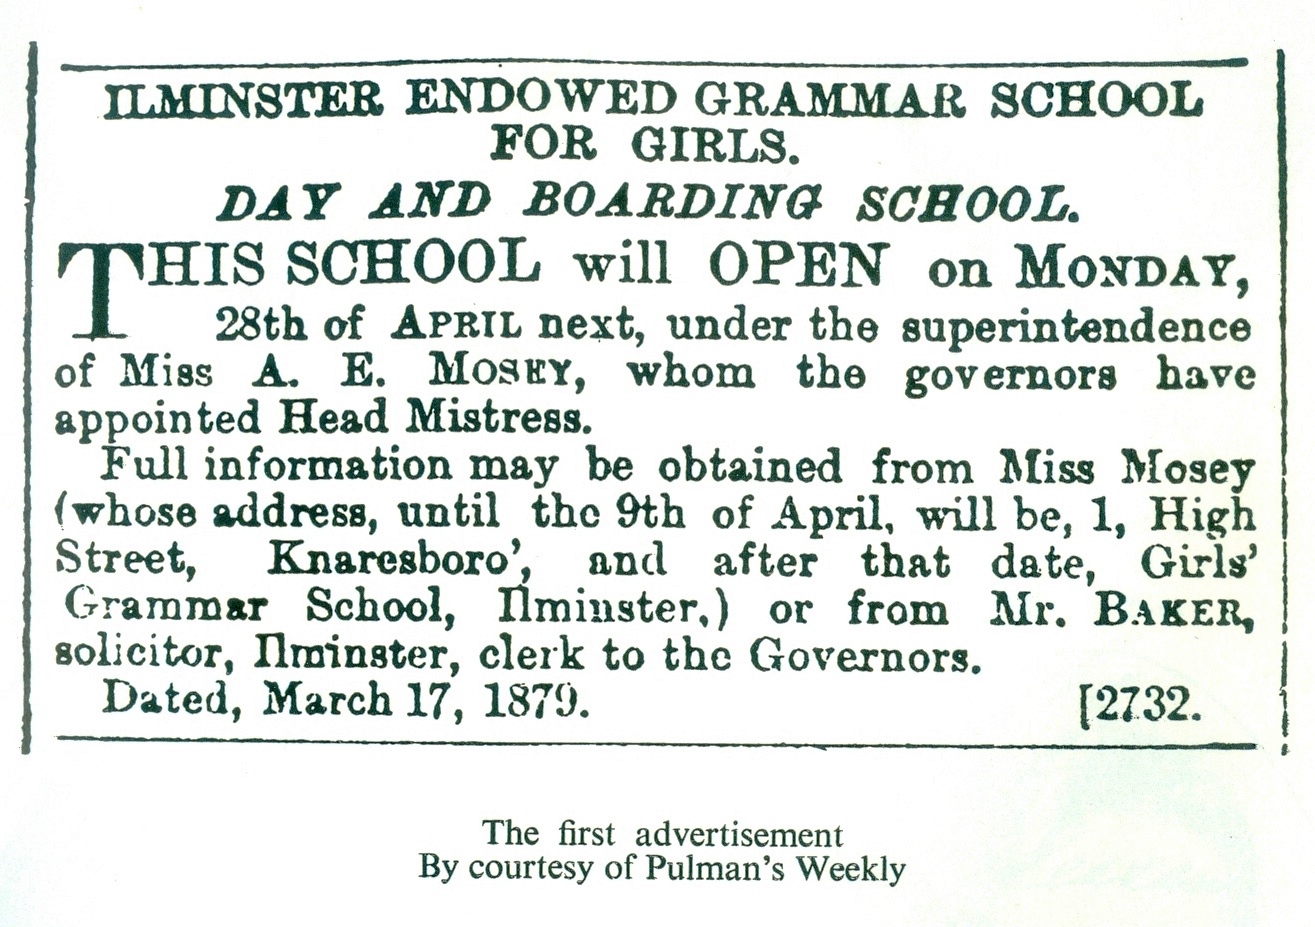 ILMINSTER ENDOWED GRAMMAR SCHOOL
FOR GIRLS.
DAY AND BOARDING SCHOOL.
THIS SCHOOL will OPEN on MONDAY,
28th of APRIL next, under the superintendence
of Miss A. E. MOSEY, whom the governors have
appointed Head Mistress.
Full information may be obtained from Miss Mosey
(whose address, until the 9th of April, will be, 1, High
Street, Knaresboro', and after that date, Girls'
Grammar School, Ilminster,) or from Mr. BAKER,
solicitor, Ilminster, clerk to the Governors.
Dated, March 17, 1879. [2732.
The first advertisement
By courtesy of Pulman's Weekly